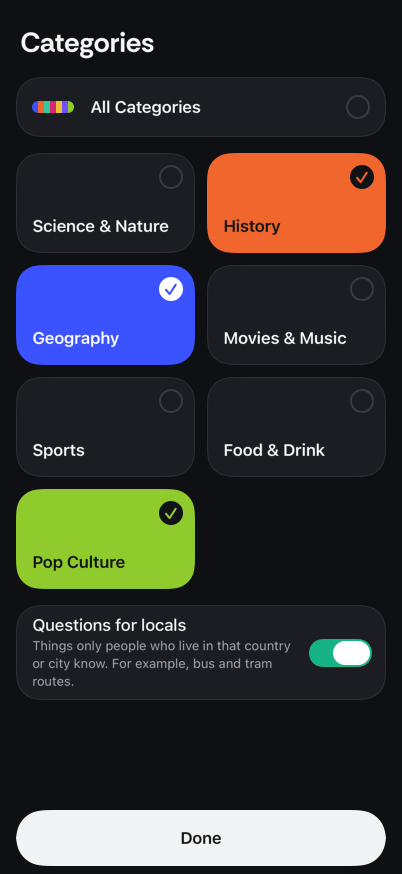 Categories
All Categories
Science & Nature
History
Geography
Movies & Music
Sports
Food & Drink
Pop Culture
Questions for locals
Things only people who live in that country
or city know. For example, bus and tram
routes.
Done